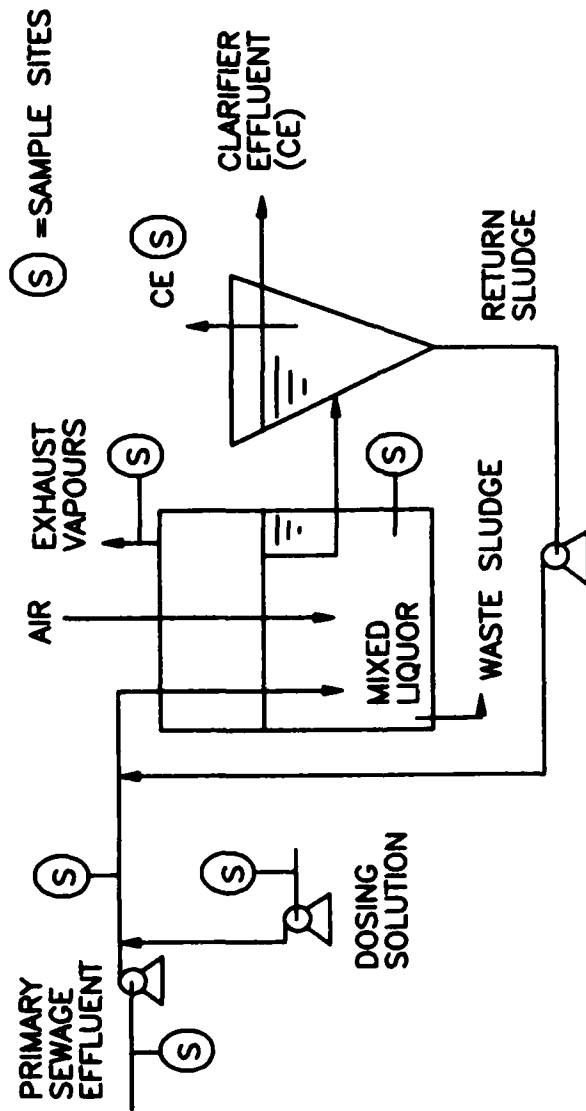 Ⓢ =SAMPLE SITES
PRIMARY
SEWAGE
EFFLUENT
S
S
S
DOSING
SOLUTION
AIR
EXHAUST
VAPOURS
S
MIXED
LIQUOR
S
WASTE SLUDGE
CE Ⓢ
CLARIFIER
EFFLUENT
(CE)
RETURN
SLUDGE